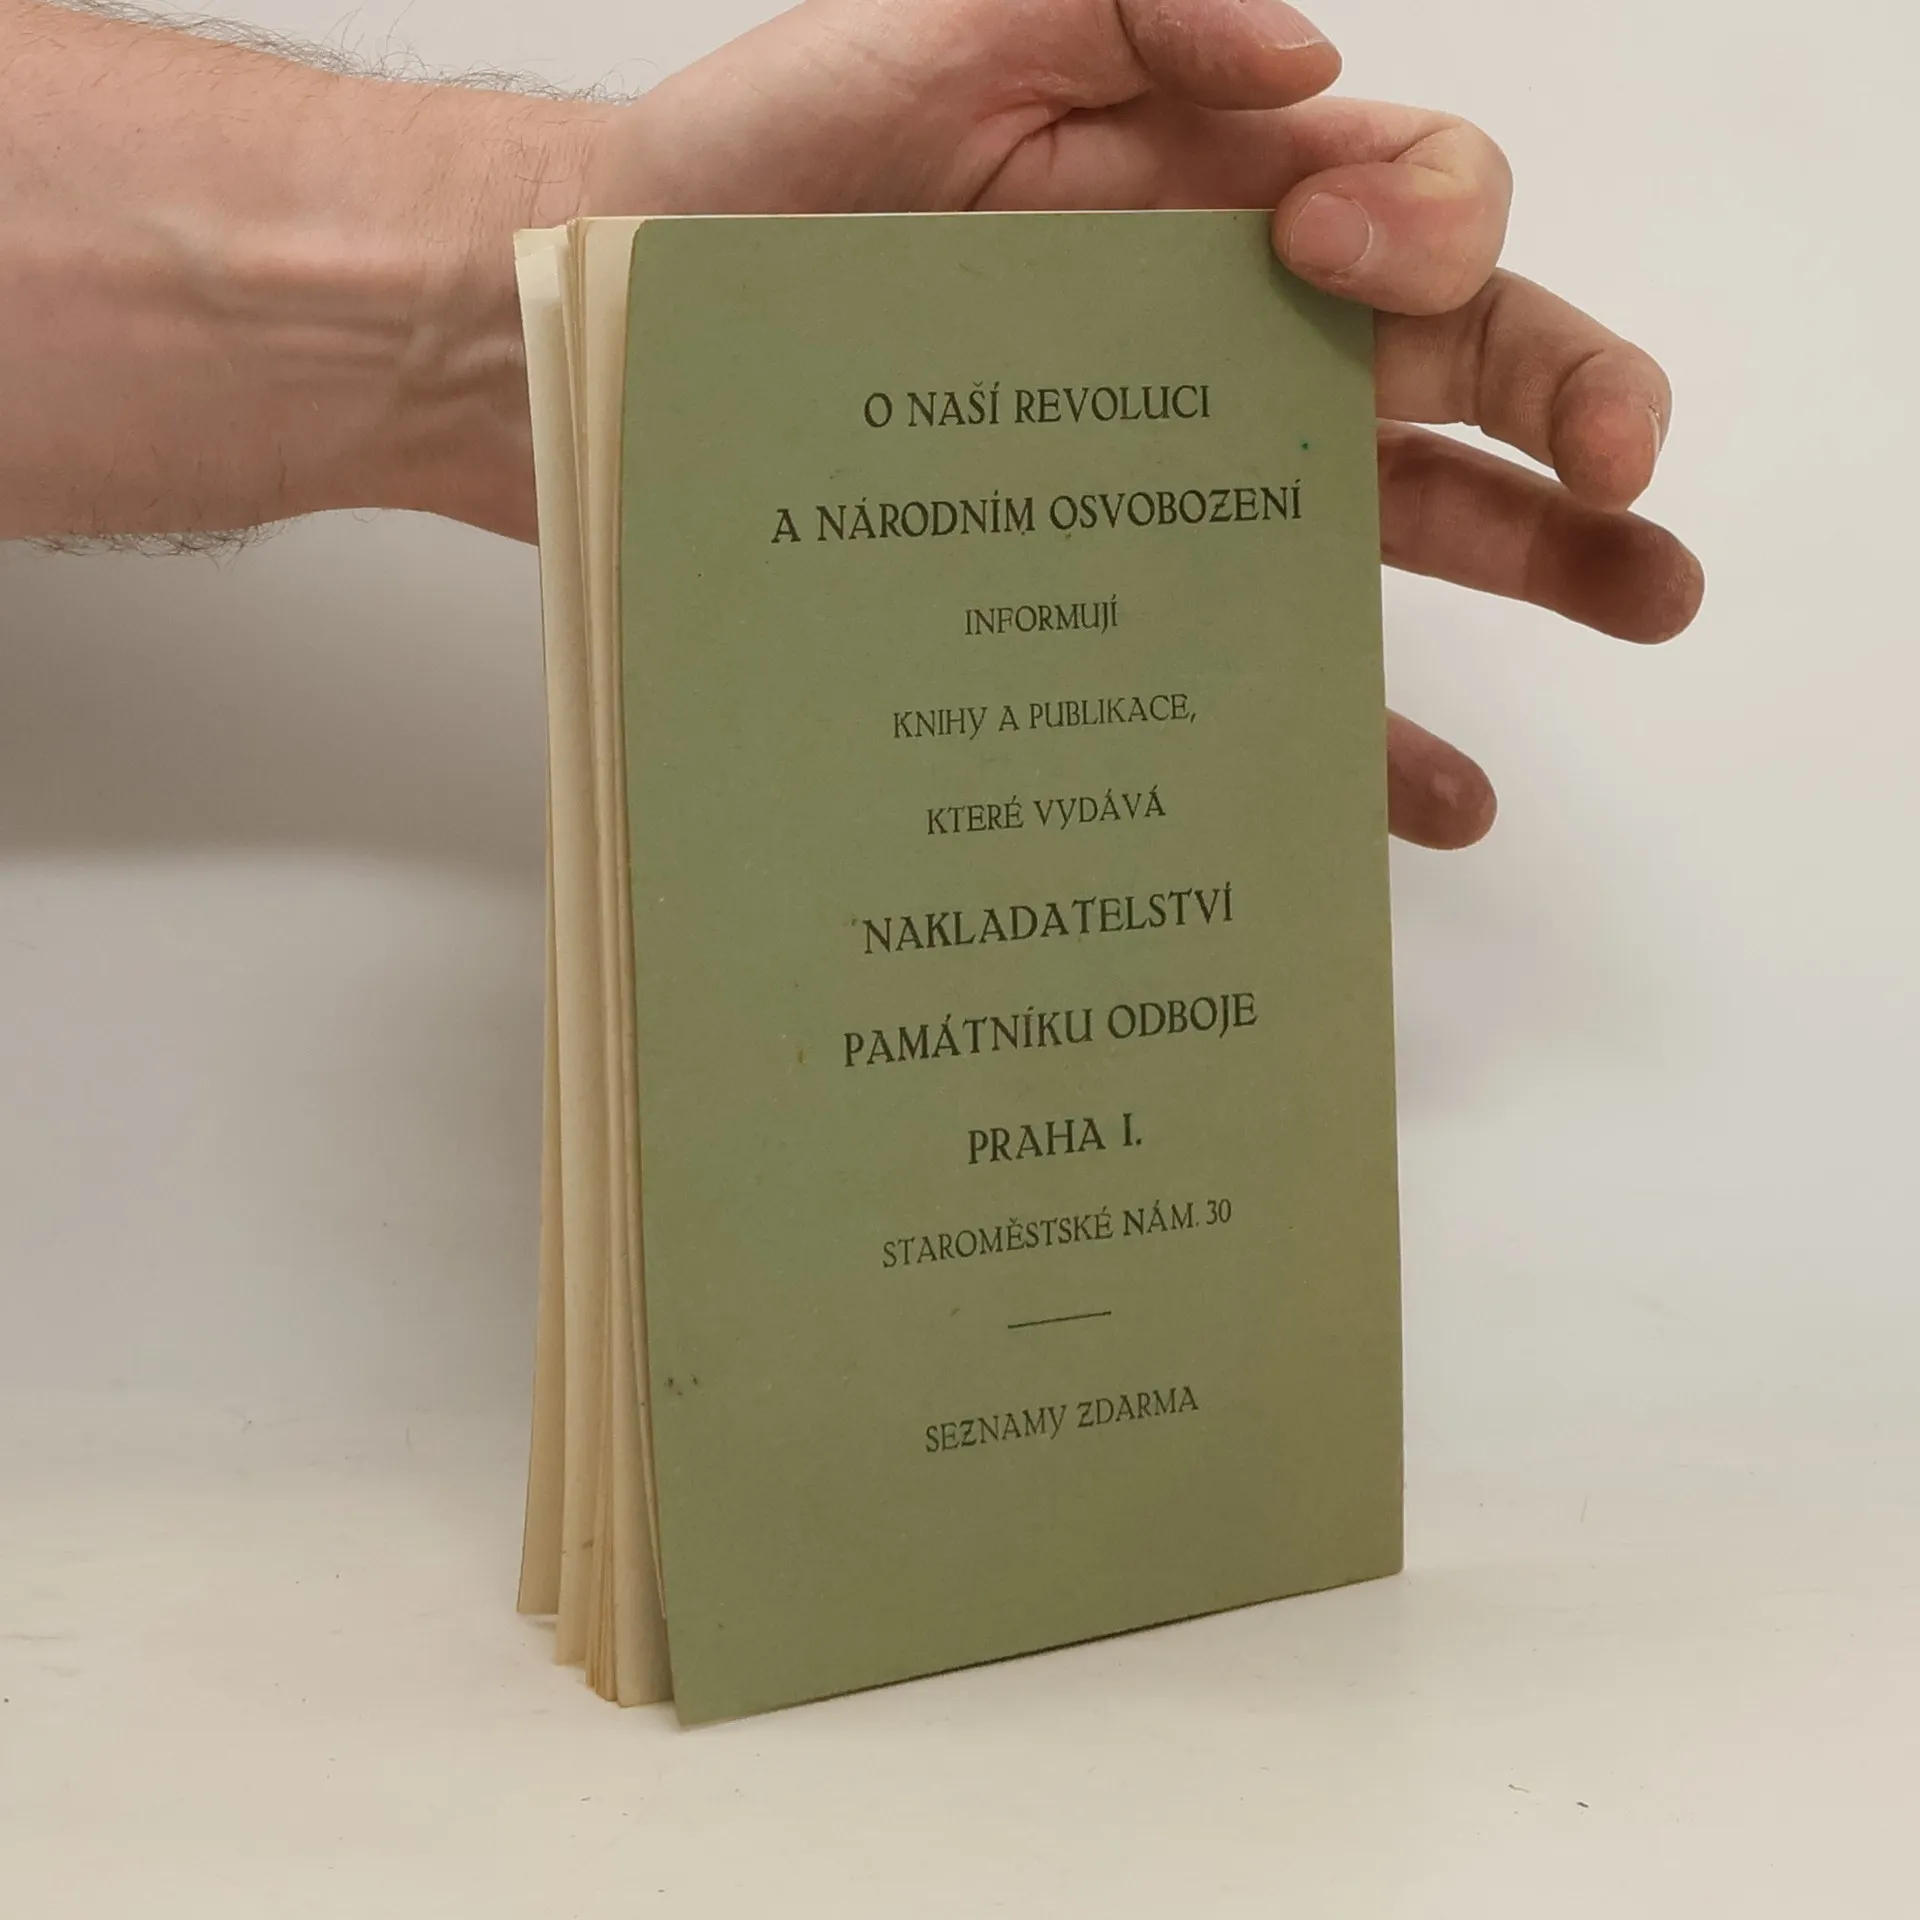 O NAŠÍ REVOLUCI
A NÁRODNÍM OSVOBOZENÍ
INFORMUJÍ
KNIHY A PUBLIKACE,
KTERÉ VYDÁVÁ
NAKLADATELSTVÍ
PAMÁTNÍKU ODBOJE
PRAHA I.
STAROMĚSTSKÉ NÁM. 30
SEZNAMY ZDARMA